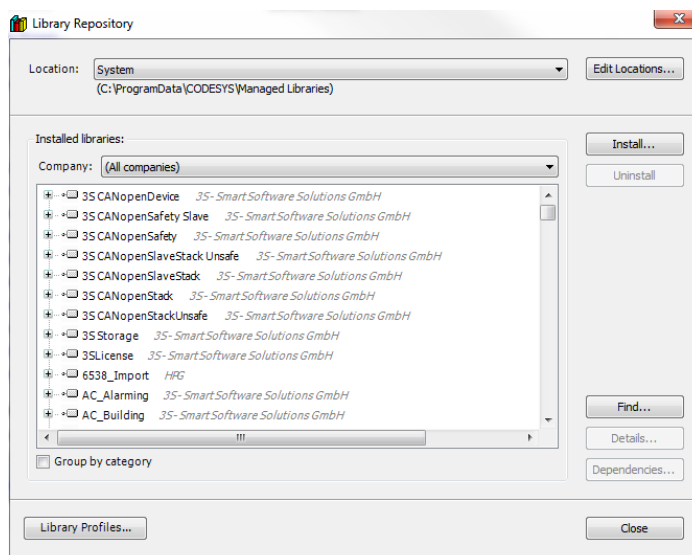 Library Repository
Location: System Edit Locations...
(C:\ProgramData\CODESYS\Managed Libraries)
Installed libraries:
Install...
Company: (All companies)
Uninstall
3S CANopenDevice 3S - Smart Software Solutions GmbH
3S CANopenSafety Slave 3S - Smart Software Solutions GmbH
3S CANopenSafety 3S - Smart Software Solutions GmbH
3S CANopenSlaveStack Unsafe 3S - Smart Software Solutions GmbH
3S CANopenSlaveStack 3S - Smart Software Solutions GmbH
3S CANopenStack 3S - Smart Software Solutions GmbH
3S CANopenStackUnsafe 3S - Smart Software Solutions GmbH
3S Storage 3S - Smart Software Solutions GmbH
3SLicense 3S - Smart Software Solutions GmbH
6538_Import HPG
AC_Alarming 3S - Smart Software Solutions GmbH
AC_Building 3S - Smart Software Solutions GmbH
Find...
Details...
Group by category
Dependencies...
Library Profiles... Close